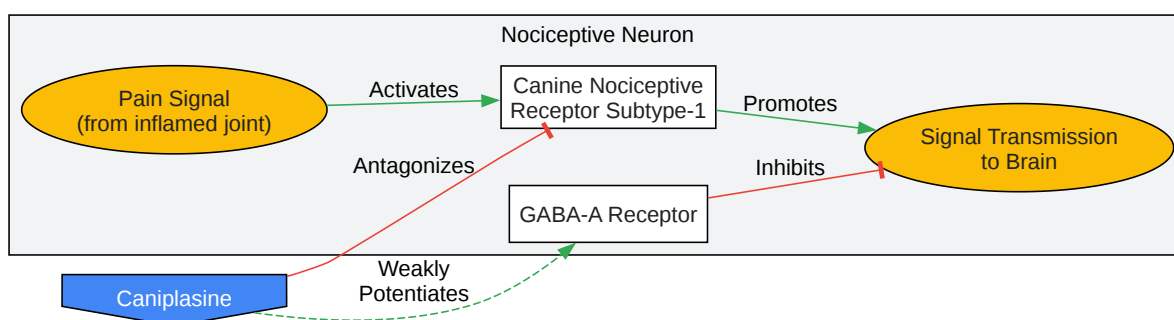 Nociceptive Neuron
Pain Signal
(from inflamed joint)
Activates
Canine Nociceptive
Receptor Subtype-1
Promotes
Signal Transmission
to Brain
Antagonizes
Inhibits
GABA-A Receptor
Weakly
Potentiates
Caniplasine